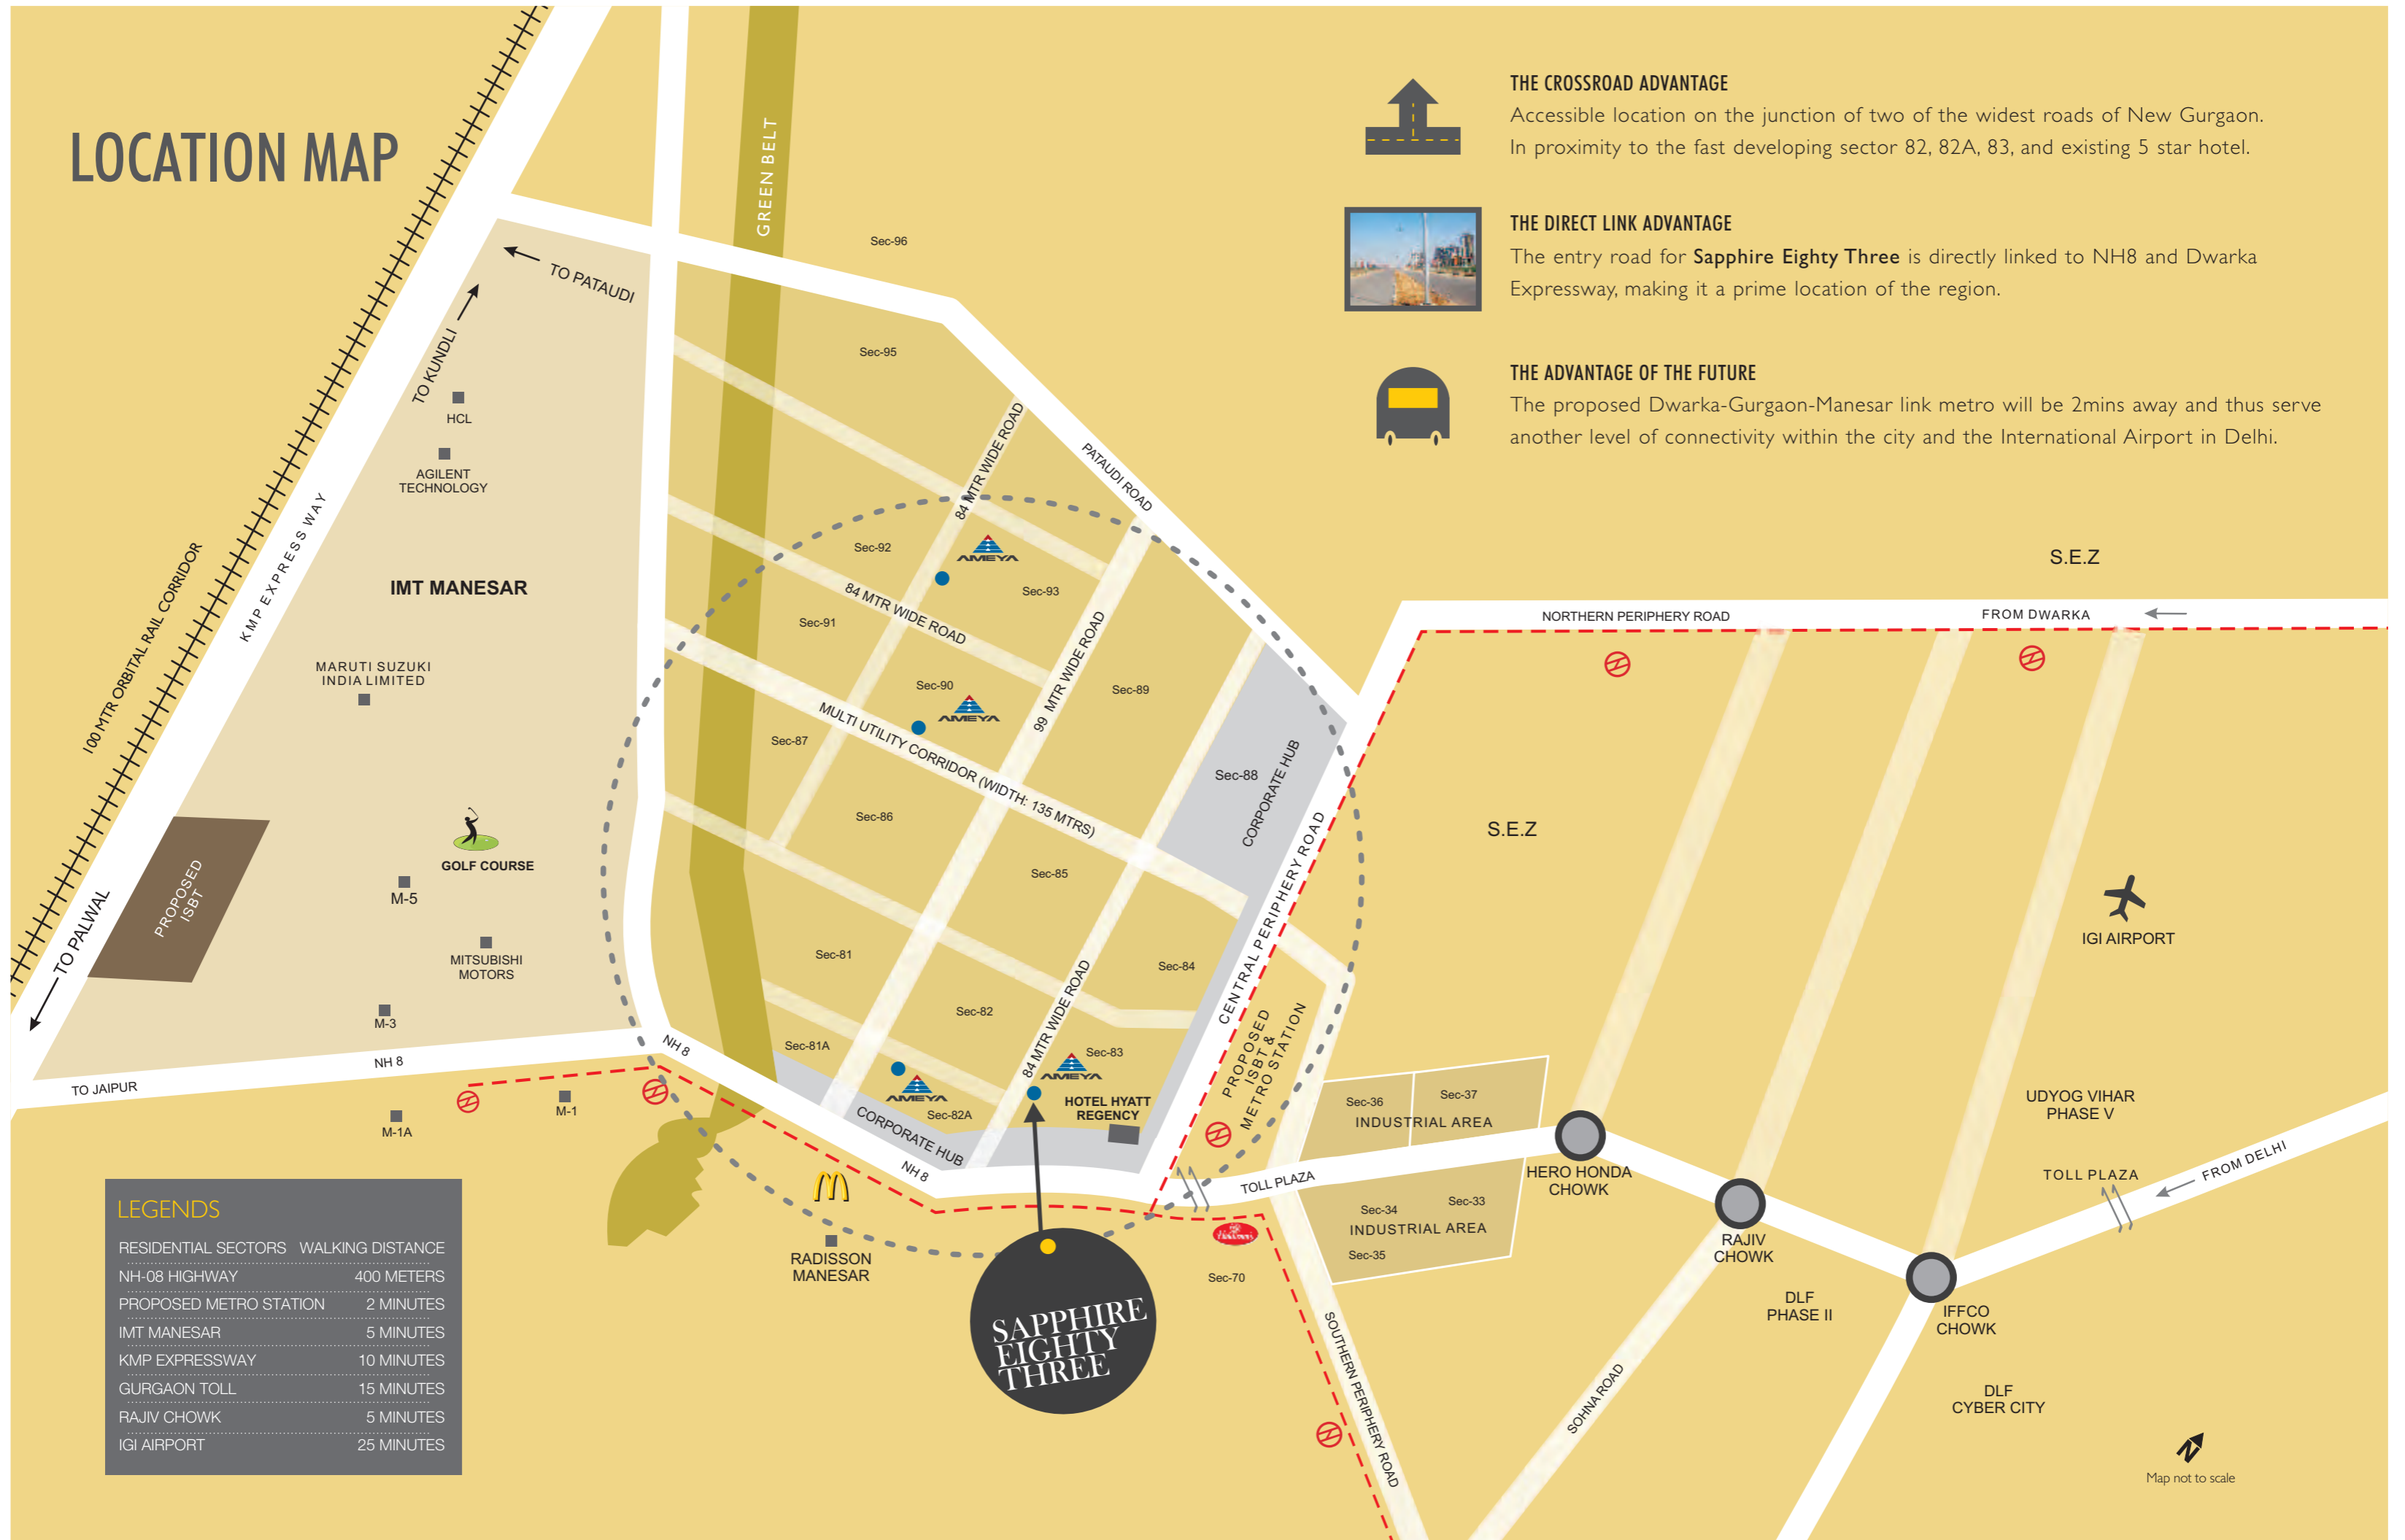 LOCATION MAP
THE CROSSROAD ADVANTAGE
Accessible location on the junction of two of the widest roads of New Gurgaon.
In proximity to the fast developing sector 82, 82A, 83, and existing 5 star hotel.
THE DIRECT LINK ADVANTAGE
The entry road for Sapphire Eighty Three is directly linked to NH8 and Dwarka
Expressway, making it a prime location of the region.
THE ADVANTAGE OF THE FUTURE
The proposed Dwarka-Gurgaon-Manesar link metro will be 2mins away and thus serve
another level of connectivity within the city and the International Airport in Delhi.
GREEN BELT
Sec-96
TO PATAUDI
TO KUNDLI
HCL
AGILENT
TECHNOLOGY
KMP EXPRESS WAY
100 MTR ORBITAL RAIL CORRIDOR
IMT MANESAR
MARUTI SUZUKI
INDIA LIMITED
GOLF COURSE
PROPOSED
ISBT
TO PALWAL
M-5
MITSUBISHI
MOTORS
M-3
NH 8
TO JAIPUR
M-1A
M-1
NH 8
Sec-95
84 MTR WIDE ROAD
PATAUDI ROAD
Sec-92
AMEYA
Sec-93
84 MTR WIDE ROAD
Sec-91
99 MTR WIDE ROAD
Sec-90
AMEYA
Sec-89
MULTI UTILITY CORRIDOR (WIDTH: 135 MTRS)
Sec-87
Sec-88
CORPORATE HUB
Sec-86
Sec-85
CENTRAL PERIPHERY ROAD
Sec-81
Sec-84
84 MTR WIDE ROAD
Sec-82
Sec-81A
Sec-83
AMEYA
AMEYA
Sec-82A
HOTEL HYATT
REGENCY
CORPORATE HUB
NH 8
PROPOSED
ISBT &
METRO STATION
S.E.Z
NORTHERN PERIPHERY ROAD
FROM DWARKA
S.E.Z
IGI AIRPORT
Sec-36
Sec-37
INDUSTRIAL AREA
TOLL PLAZA
Sec-34
Sec-33
INDUSTRIAL AREA
Sec-35
HERO HONDA
CHOWK
RAJIV
CHOWK
IFFCO
CHOWK
UDYOG VIHAR
PHASE V
TOLL PLAZA
FROM DELHI
DLF
PHASE II
DLF
CYBER CITY
SOHNA ROAD
SOUTHERN PERIPHERY ROAD
Sec-70
RADISSON
MANESAR
SAPPHIRE
EIGHTY
THREE
LEGENDS
RESIDENTIAL SECTORS WALKING DISTANCE
NH-08 HIGHWAY 400 METERS
PROPOSED METRO STATION 2 MINUTES
IMT MANESAR 5 MINUTES
KMP EXPRESSWAY 10 MINUTES
GURGAON TOLL 15 MINUTES
RAJIV CHOWK 5 MINUTES
IGI AIRPORT 25 MINUTES
N
Map not to scale